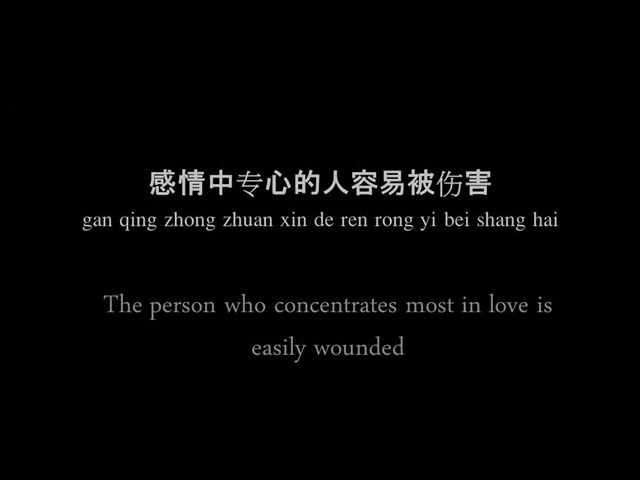 感情中专心的人容易被伤害
gan qing zhong zhuan xin de ren rong yi bei shang hai
The person who concentrates most in love is
easily wounded